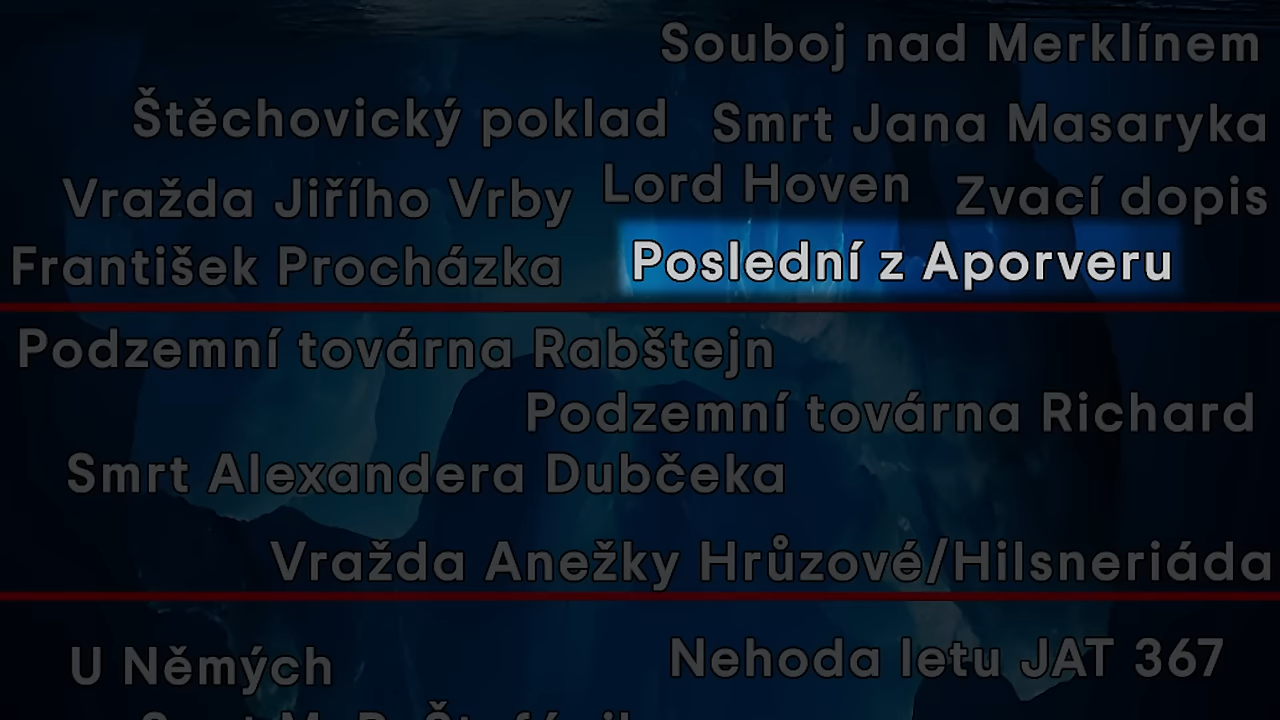 Souboj nad Merklínem
Štěchovický poklad
Smrt Jana Masaryka
Vražda Jiřího Vrby
Lord Hoven
Zvací dopis
František Procházka
Poslední z Aporveru
Podzemní továrna Rabštejn
Podzemní továrna Richard
Smrt Alexandera Dubčeka
Vražda Anežky Hrůzové/Hilsneriáda
U Němých
Nehoda letu JAT 367